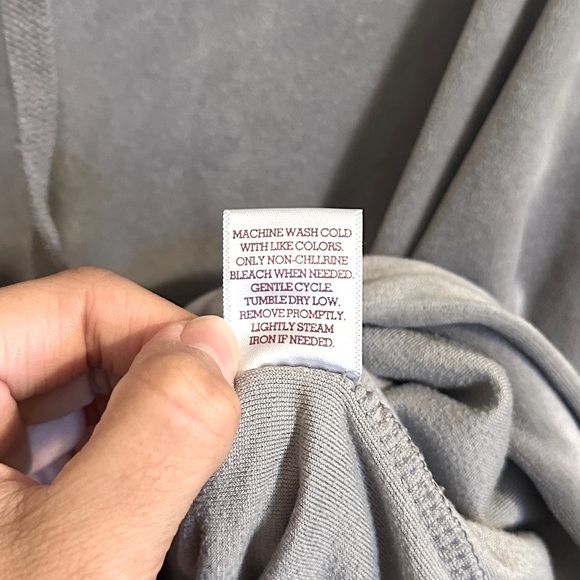 MACHINE WASH COLD
WITH LIKE COLORS.
ONLY NON-CHLLRINE
BLEACH WHEN NEEDED.
GENTLE CYCLE.
TUMBLE DRY LOW.
REMOVE PROMPTLY.
LIGHTLY STEAM
IRON IF NEEDED.